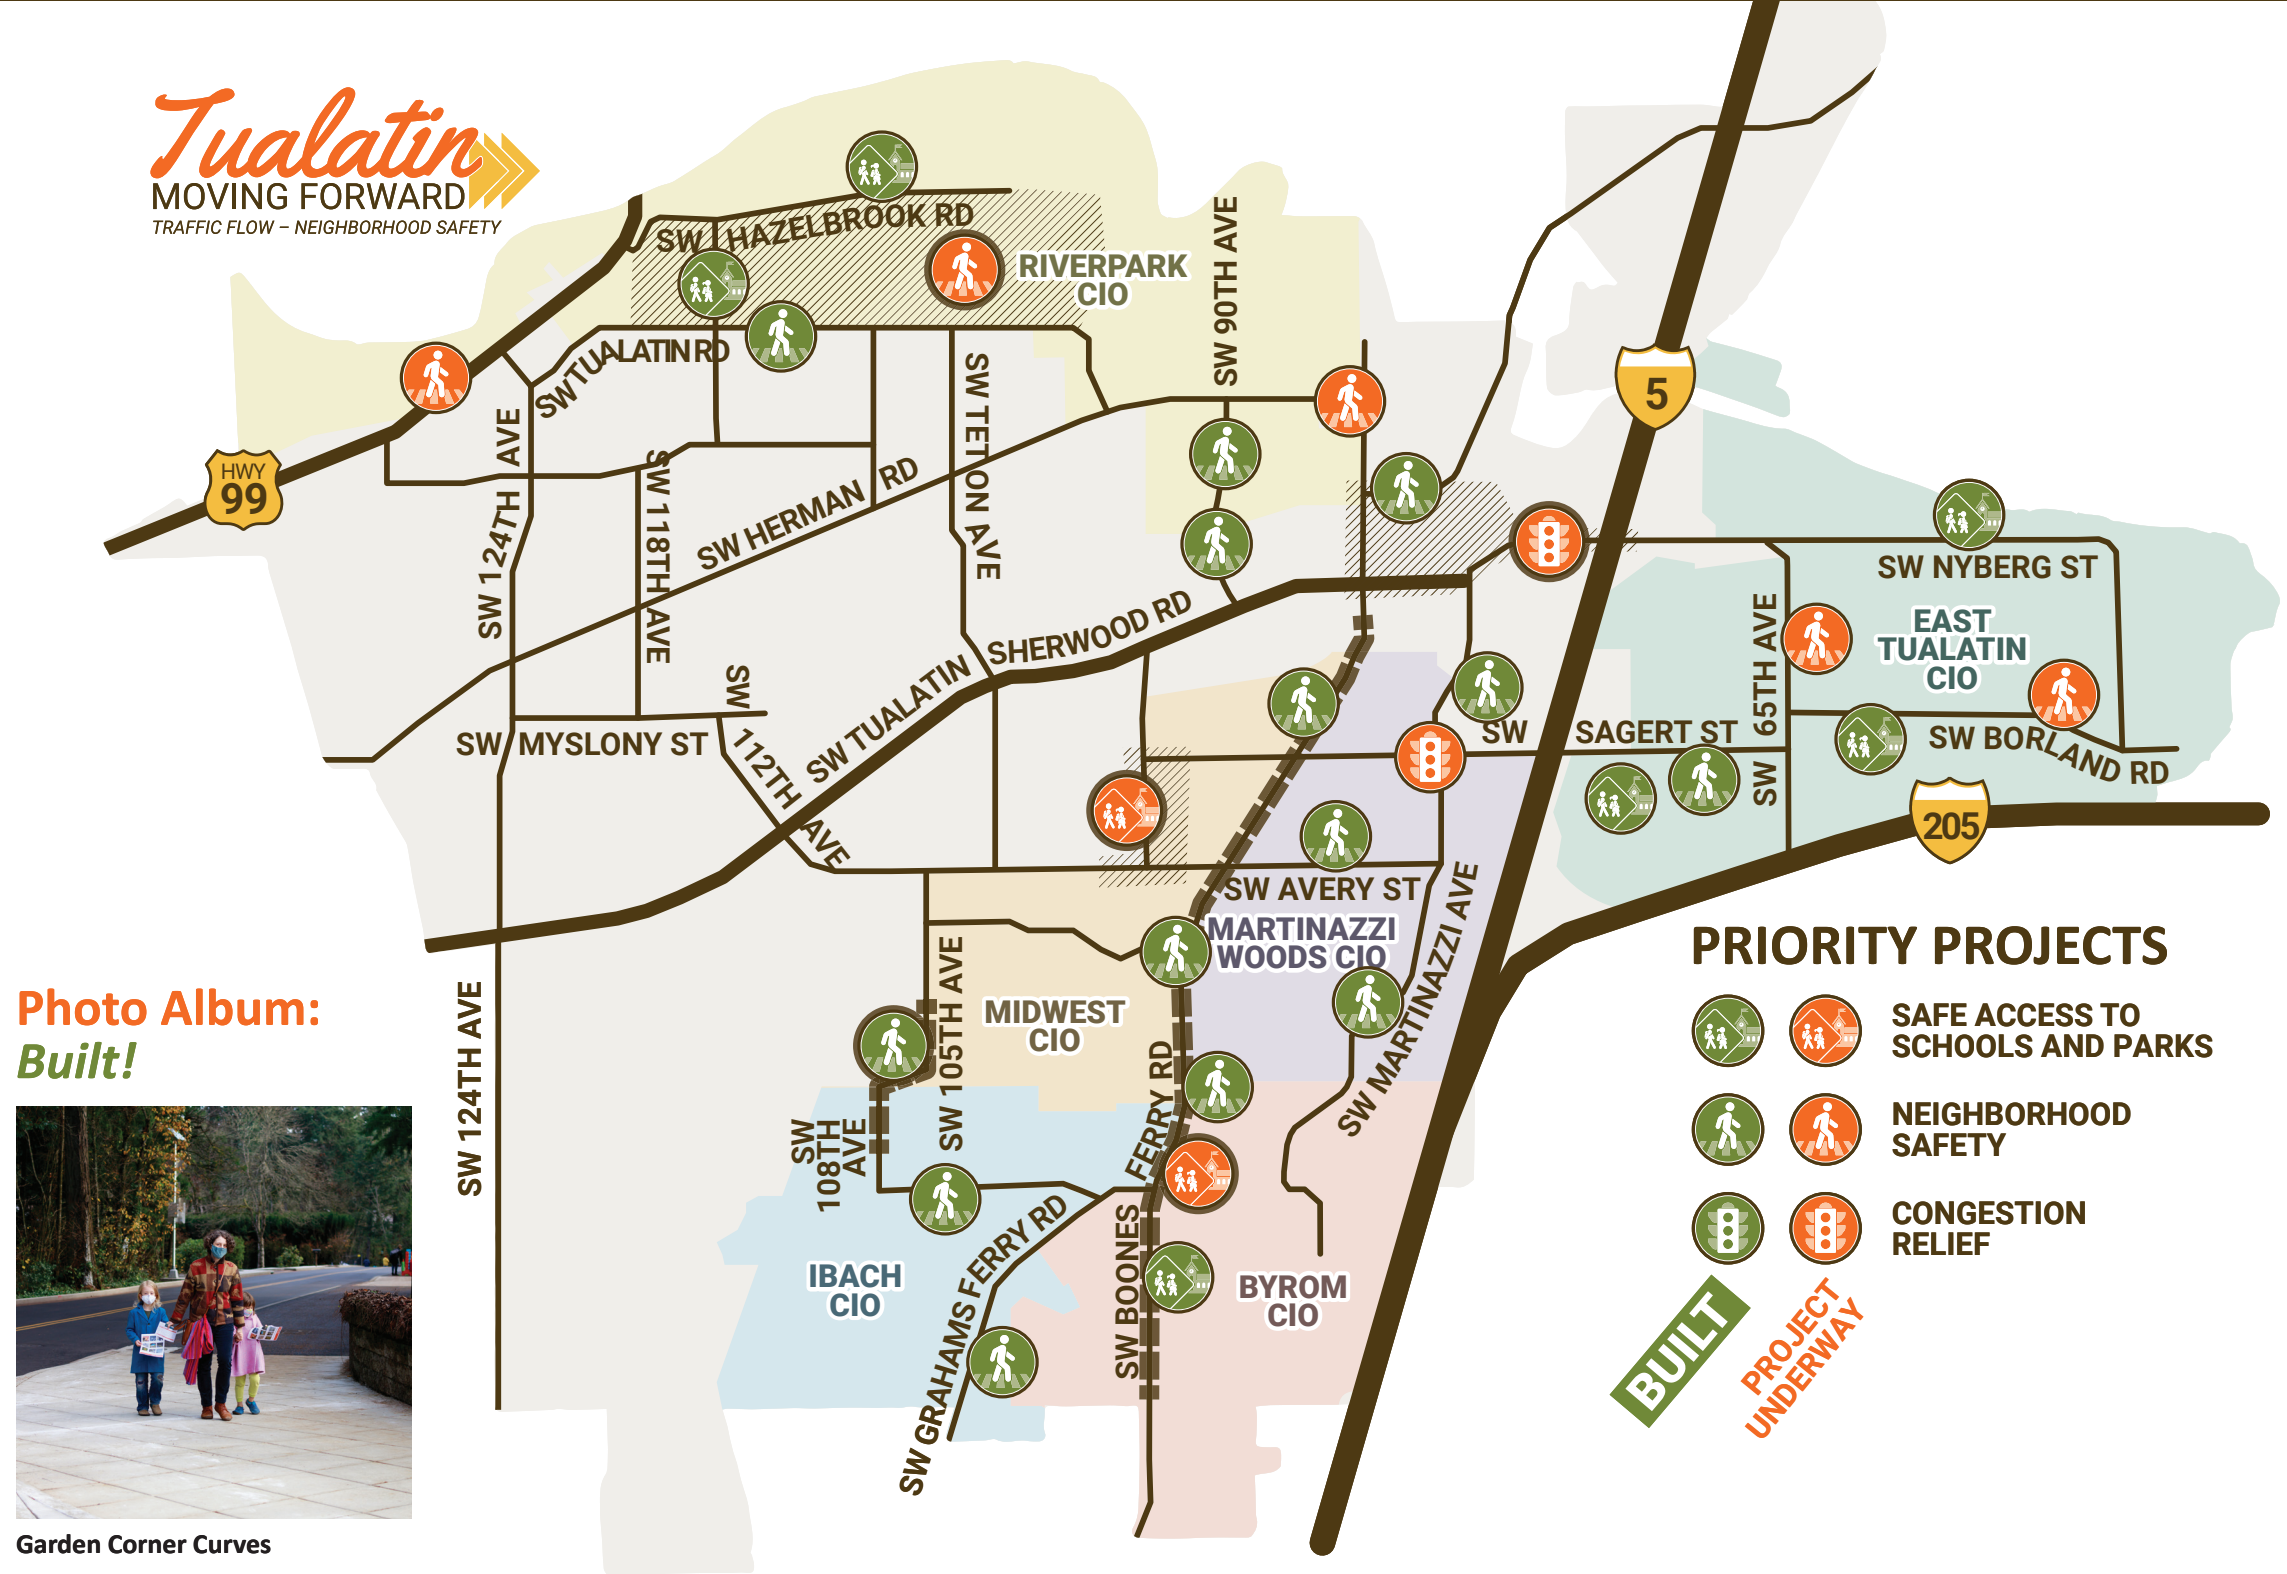 Tualatin
MOVING FORWARD
TRAFFIC FLOW – NEIGHBORHOOD SAFETY
SW HAZELBROOK RD
RIVERPARK
CIO
SW 90TH AVE
SW TUALATIN RD
SW TETON AVE
5
HWY
99
SW 124TH AVE
SW 118TH AVE
SW HERMAN RD
SW NYBERG ST
EAST
TUALATIN
CIO
SW 65TH AVE
SW TUALATIN SHERWOOD RD
SW MYSLONY ST
SW 112TH AVE
SW SAGERT ST
SW BORLAND RD
205
SW AVERY ST
MARTINAZZI
WOODS CIO
SW MARTINAZZI AVE
SW 124TH AVE
SW 105TH AVE
MIDWEST
CIO
SW
108TH
AVE
SW BOONES FERRY RD
SW GRAHAMS FERRY RD
IBACH
CIO
BYROM
CIO
PRIORITY PROJECTS
SAFE ACCESS TO
SCHOOLS AND PARKS
NEIGHBORHOOD
SAFETY
CONGESTION
RELIEF
BUILT
PROJECT
UNDERWAY
Photo Album:
Built!
Garden Corner Curves